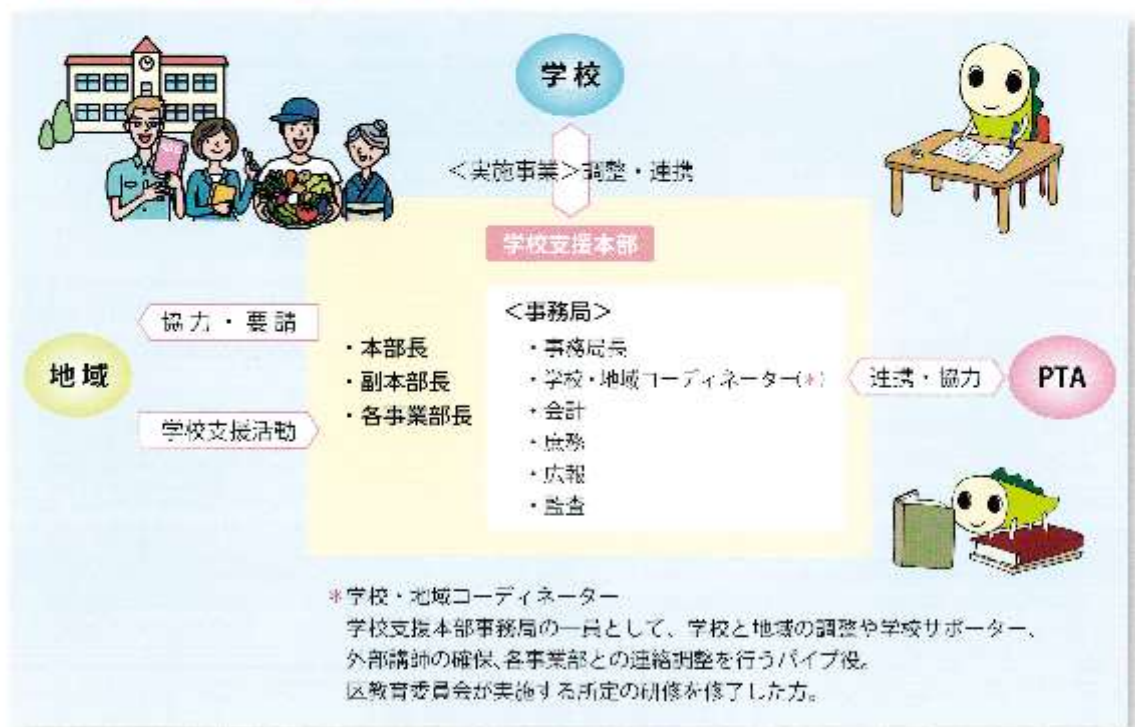 学校
＜実施事業＞調整・連携
学校支援本部
協力・要請
地域
学校支援活動
・本部長
・副本部長
・各事業部長
＜事務局＞
・事務局長
・学校・地域コーディネーター(*)
・会計
・庶務
・広報
・監査
連携・協力
PTA
*学校・地域コーディネーター
学校支援本部事務局の一員として、学校と地域の調整や学校サポーター、
外部講師の確保、各事業部との連絡調整を行うパイプ役。
区教育委員会が実施する所定の研修を修了した方。